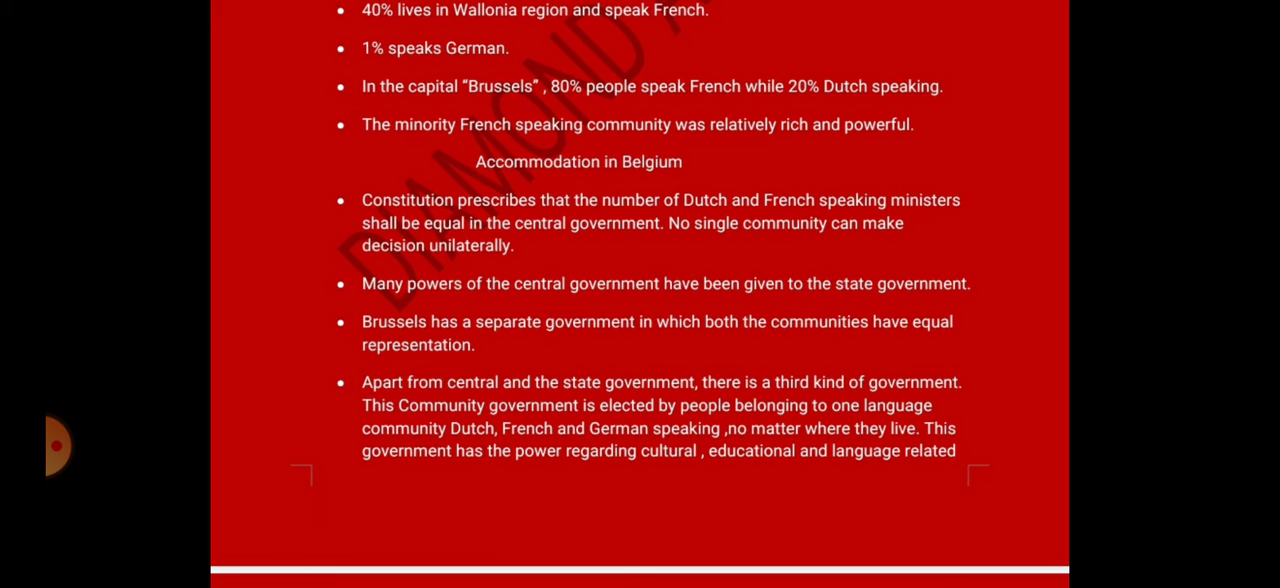 40% lives in Wallonia region and speak French.
1% speaks German.
In the capital “Brussels” , 80% people speak French while 20% Dutch speaking.
The minority French speaking community was relatively rich and powerful.
Accommodation in Belgium
Constitution prescribes that the number of Dutch and French speaking ministers
shall be equal in the central government. No single community can make
decision unilaterally.
Many powers of the central government have been given to the state government.
Brussels has a separate government in which both the communities have equal
representation.
Apart from central and the state government, there is a third kind of government.
This Community government is elected by people belonging to one language
community Dutch, French and German speaking ,no matter where they live. This
government has the power regarding cultural , educational and language related
DIAMOND